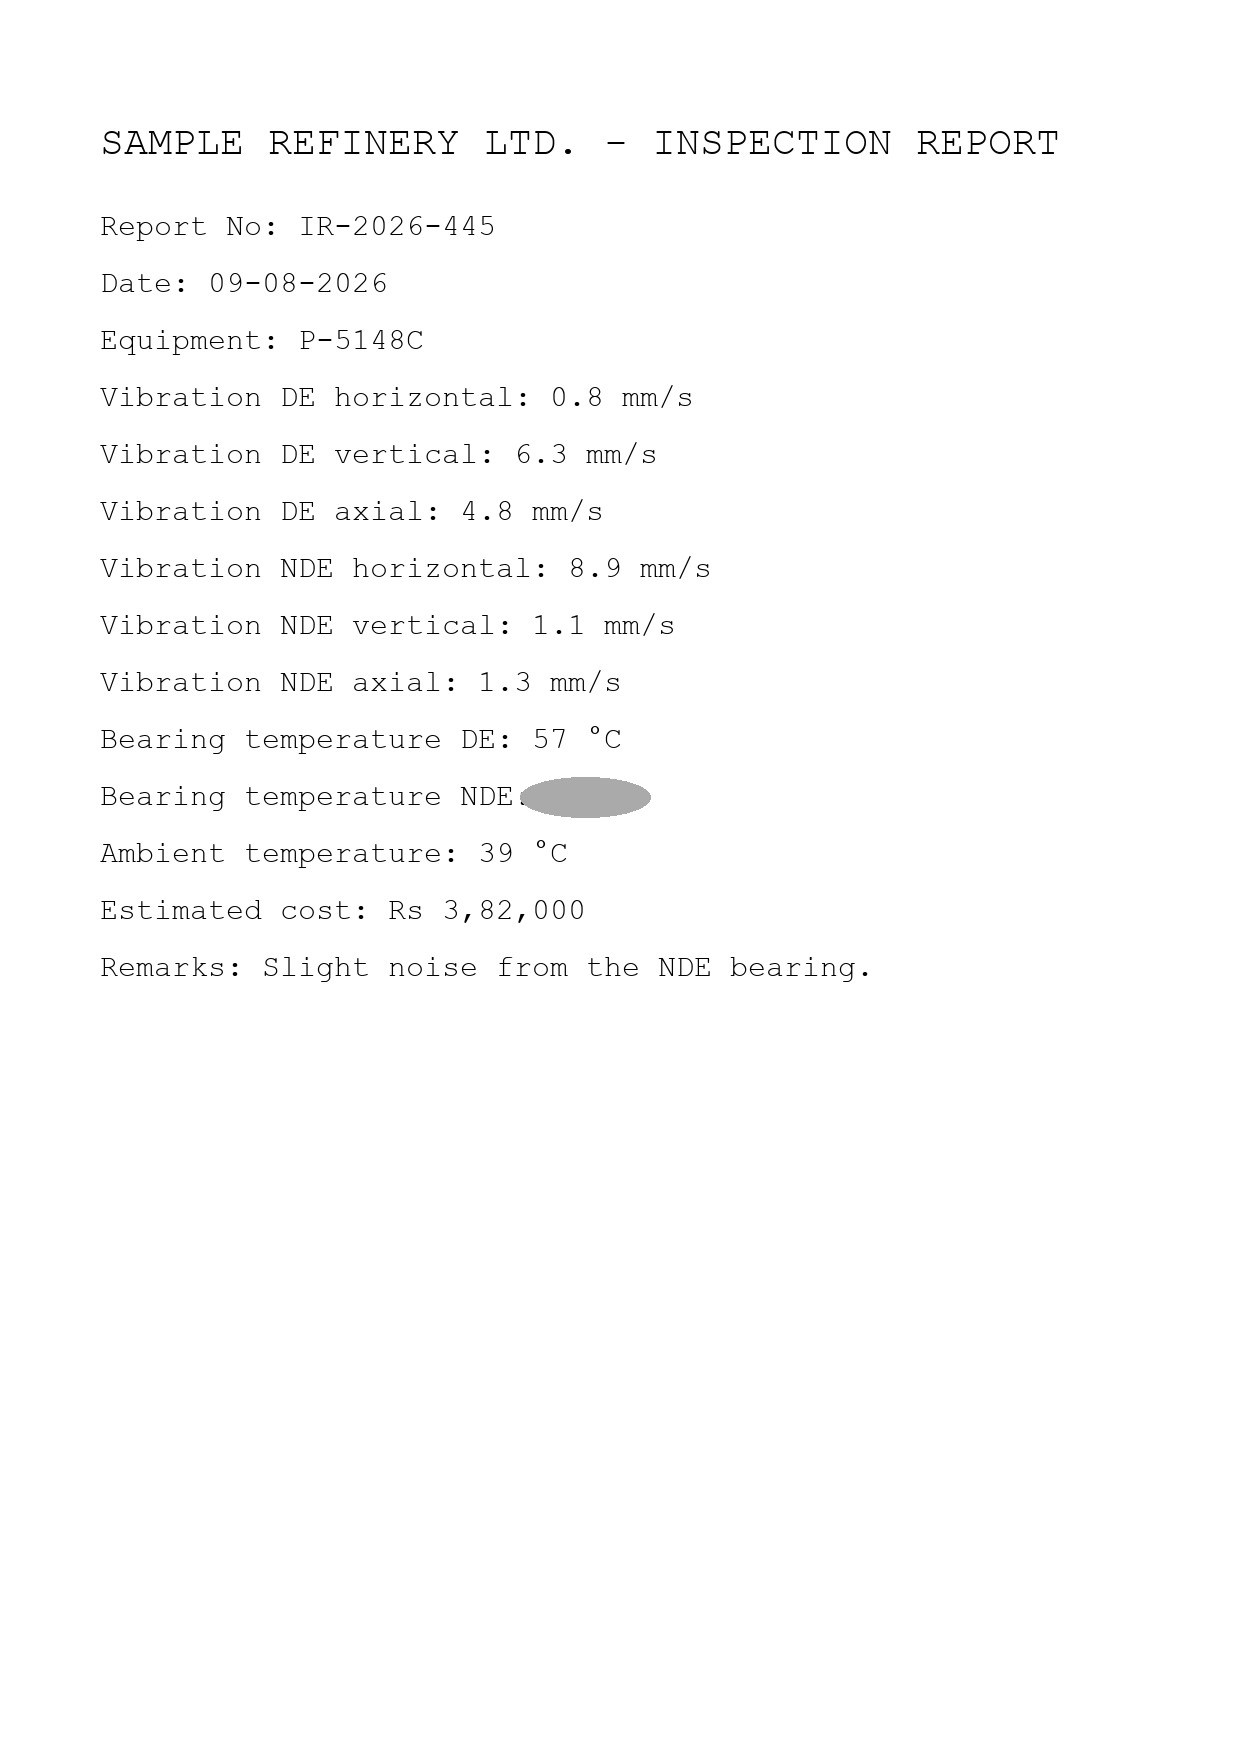 SAMPLE REFINERY LTD. - INSPECTION REPORT
Report No: IR-2026-445
Date: 09-08-2026
Equipment: P-5148C
Vibration DE horizontal: 0.8 mm/s
Vibration DE vertical: 6.3 mm/s
Vibration DE axial: 4.8 mm/s
Vibration NDE horizontal: 8.9 mm/s
Vibration NDE vertical: 1.1 mm/s
Vibration NDE axial: 1.3 mm/s
Bearing temperature DE: 57 °C
Bearing temperature NDE:
Ambient temperature: 39 °C
Estimated cost: Rs 3,82,000
Remarks: Slight noise from the NDE bearing.